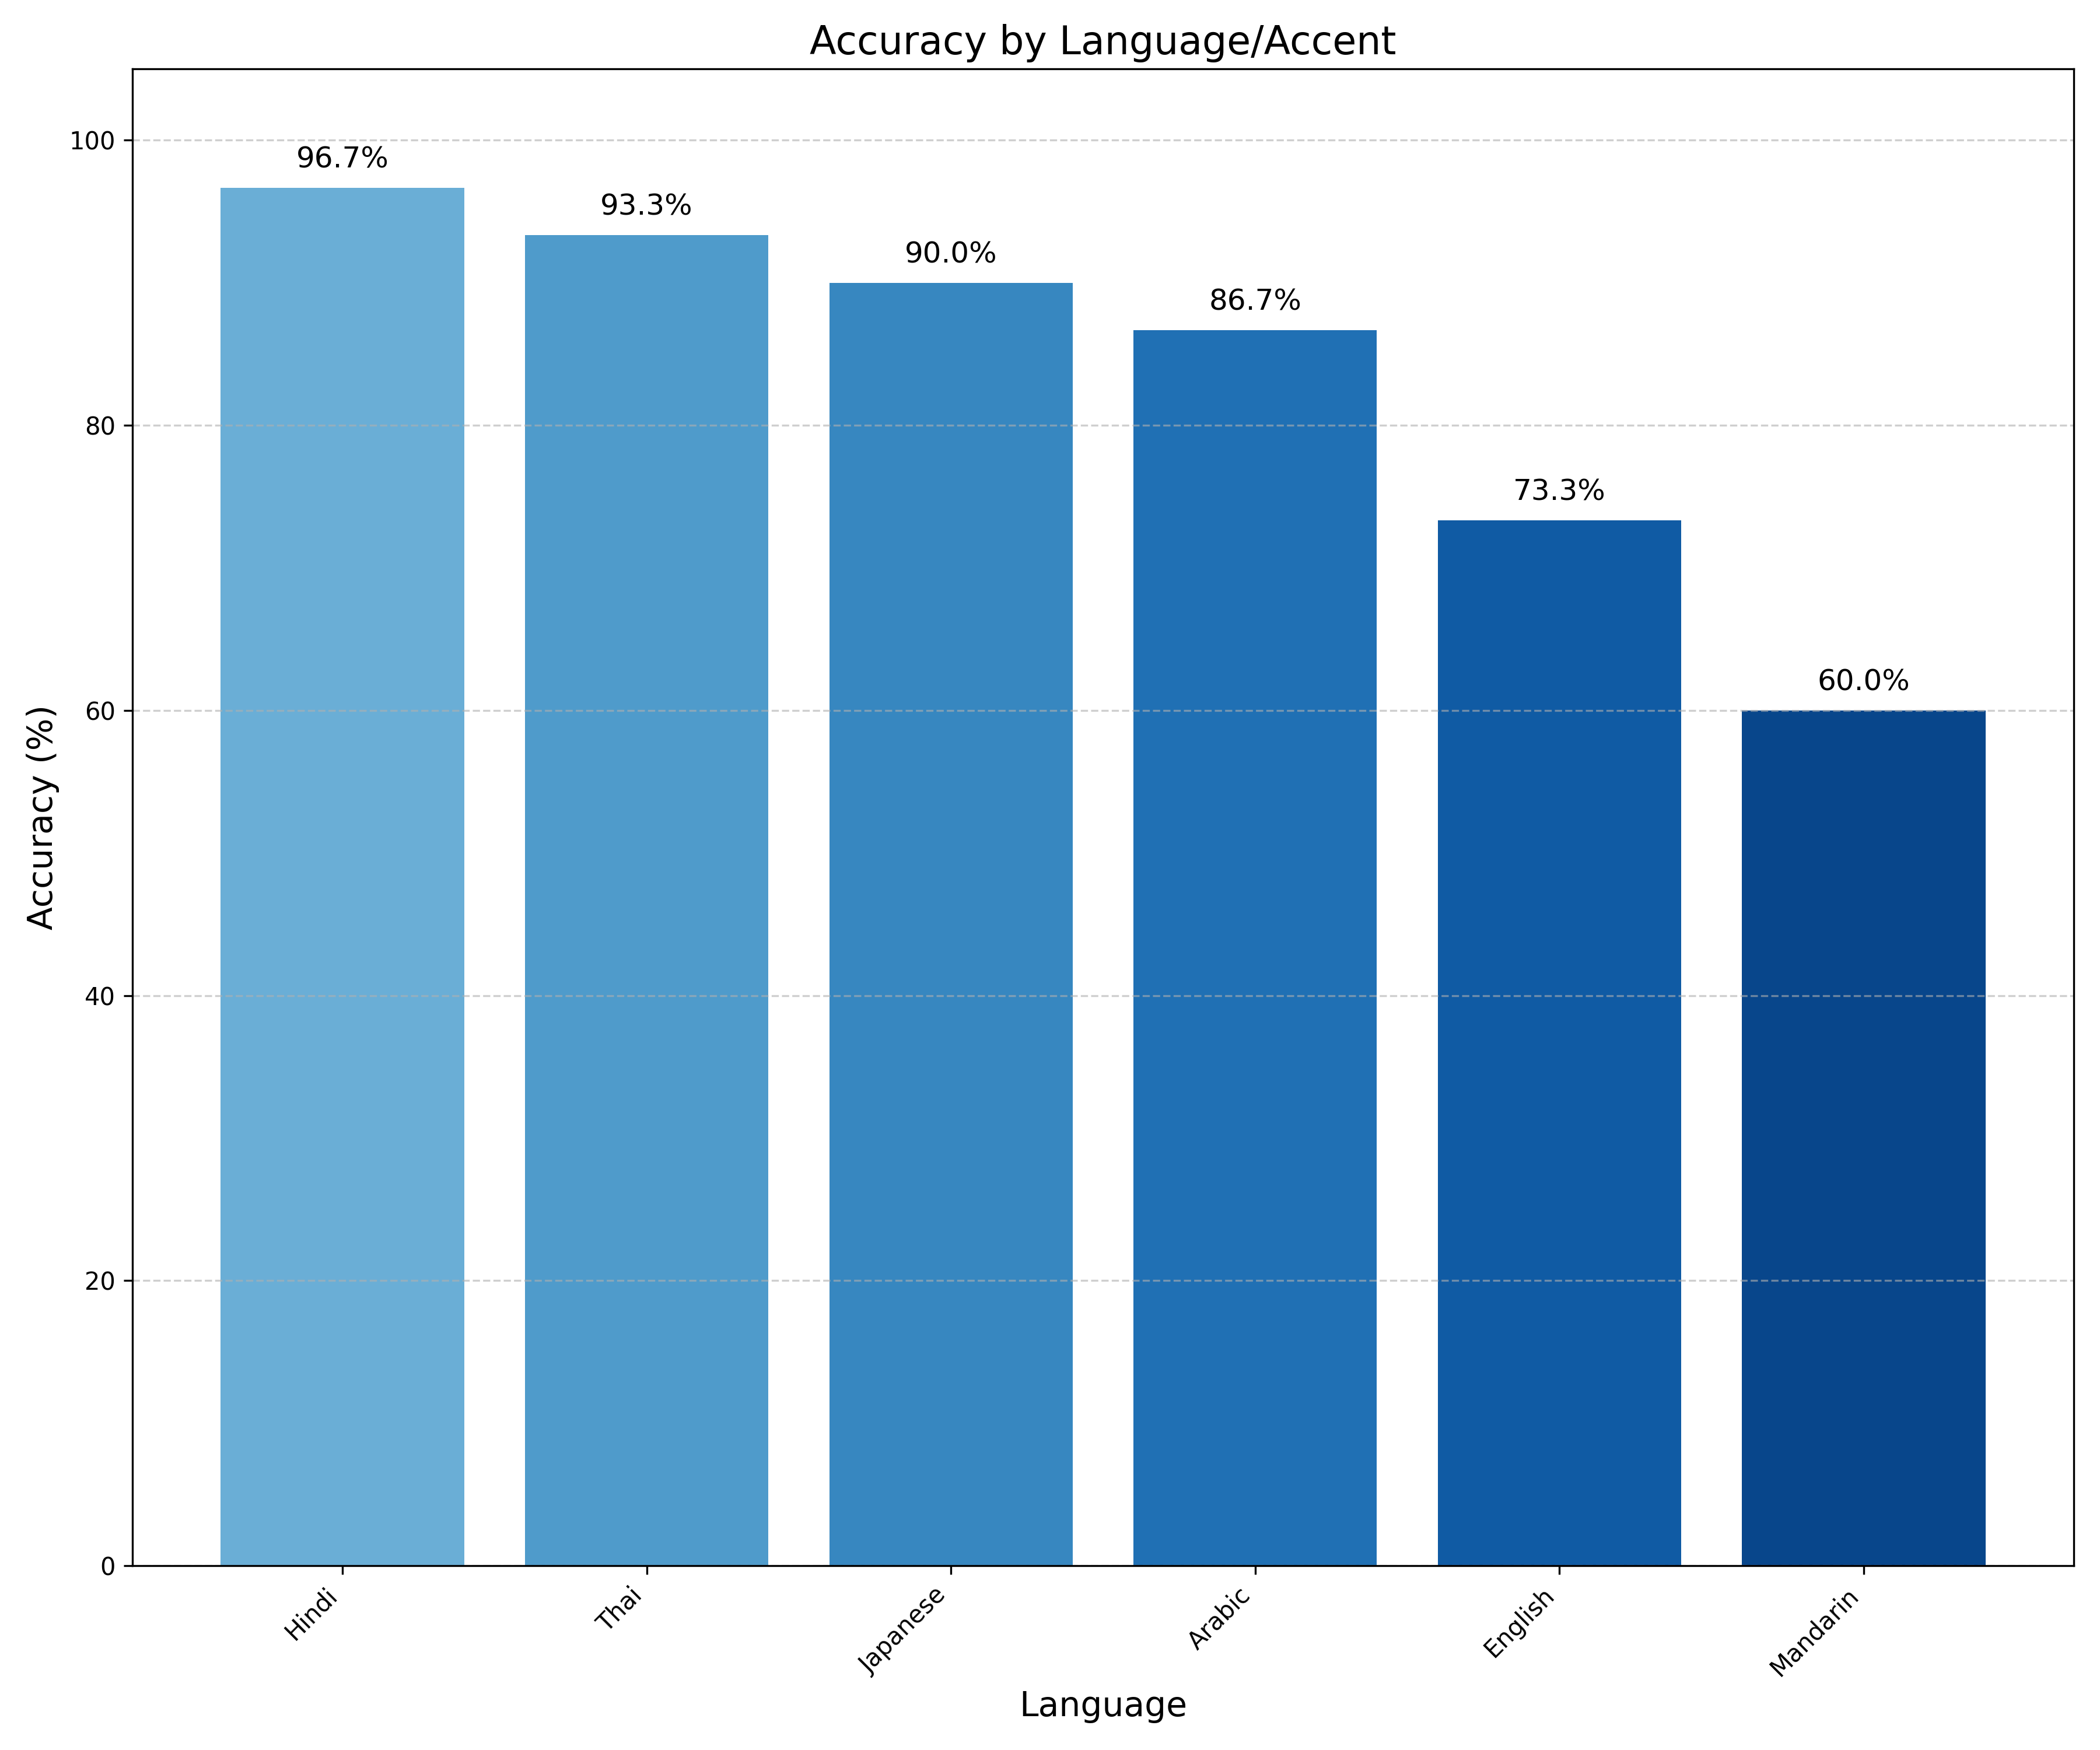 Accuracy by Language/Accent
Accuracy (%)
100
80
60
40
20
0
96.7%
93.3%
90.0%
86.7%
73.3%
60.0%
Hindi
Thai
Japanese
Arabic
English
Mandarin
Language